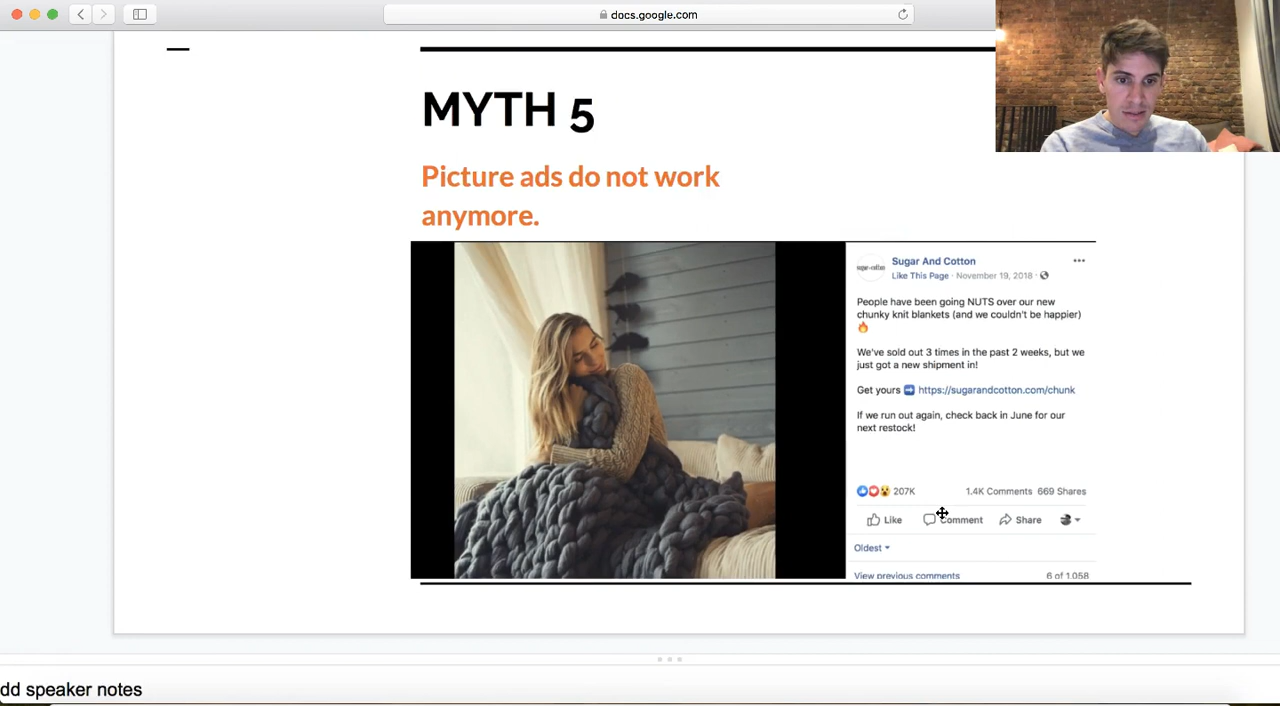 docs.google.com
MYTH 5
Picture ads do not work
anymore.
Sugar And Cotton
Like This Page · November 19, 2018 ·
People have been going NUTS over our new
chunky knit blankets (and we couldn't be happier)
🔥
We've sold out 3 times in the past 2 weeks, but we
just got a new shipment in!
Get yours ➡️ https://sugarandcotton.com/chunk
If we run out again, check back in June for our
next restock!
207K 1.4K Comments 669 Shares
Like Comment Share
Oldest
View previous comments 6 of 1,058
dd speaker notes